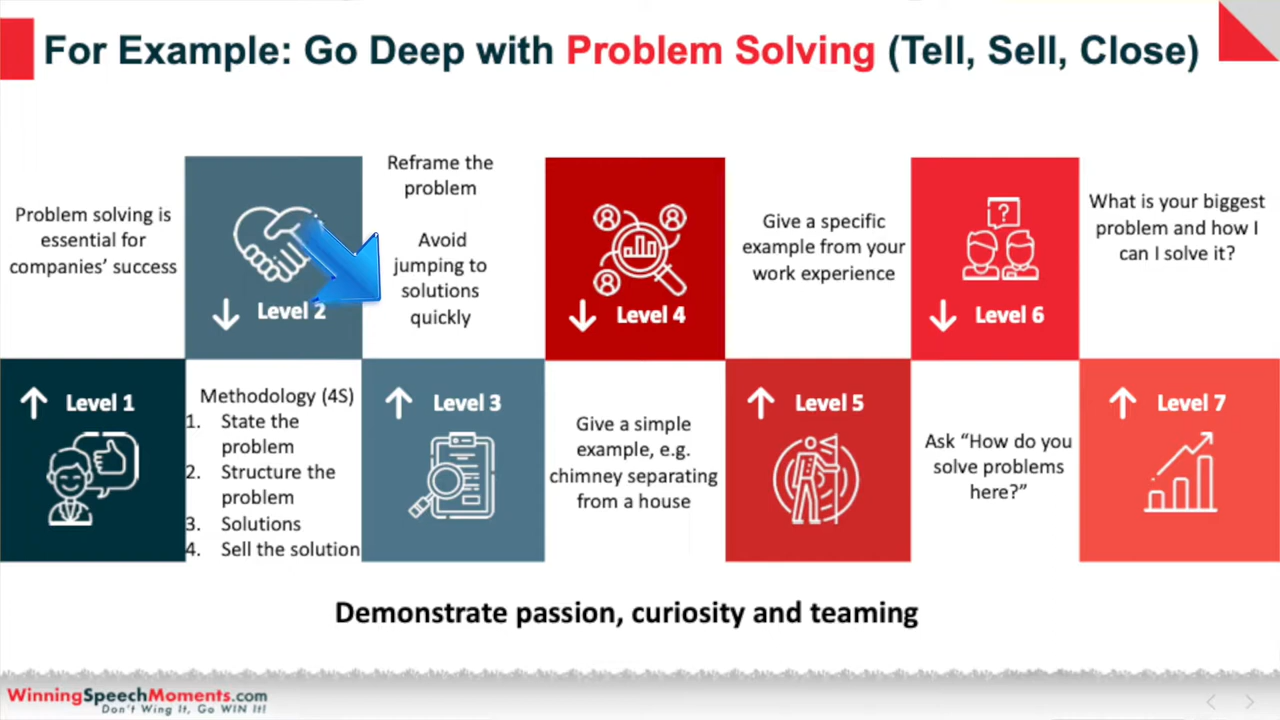 For Example: Go Deep with Problem Solving (Tell, Sell, Close)
Level 1
Problem solving is
essential for
companies’ success
Level 2
Methodology (4S)
1. State the
problem
2. Structure the
problem
3. Solutions
4. Sell the solution
Level 3
Reframe the
problem
Avoid
jumping to
solutions
quickly
Level 4
Give a simple
example, e.g.
chimney separating
from a house
Level 5
Give a specific
example from your
work experience
Level 6
Ask “How do you
solve problems
here?”
Level 7
What is your biggest
problem and how I
can I solve it?
Demonstrate passion, curiosity and teaming
WinningSpeechMoments.com
Don't Wing It, Go WIN It!